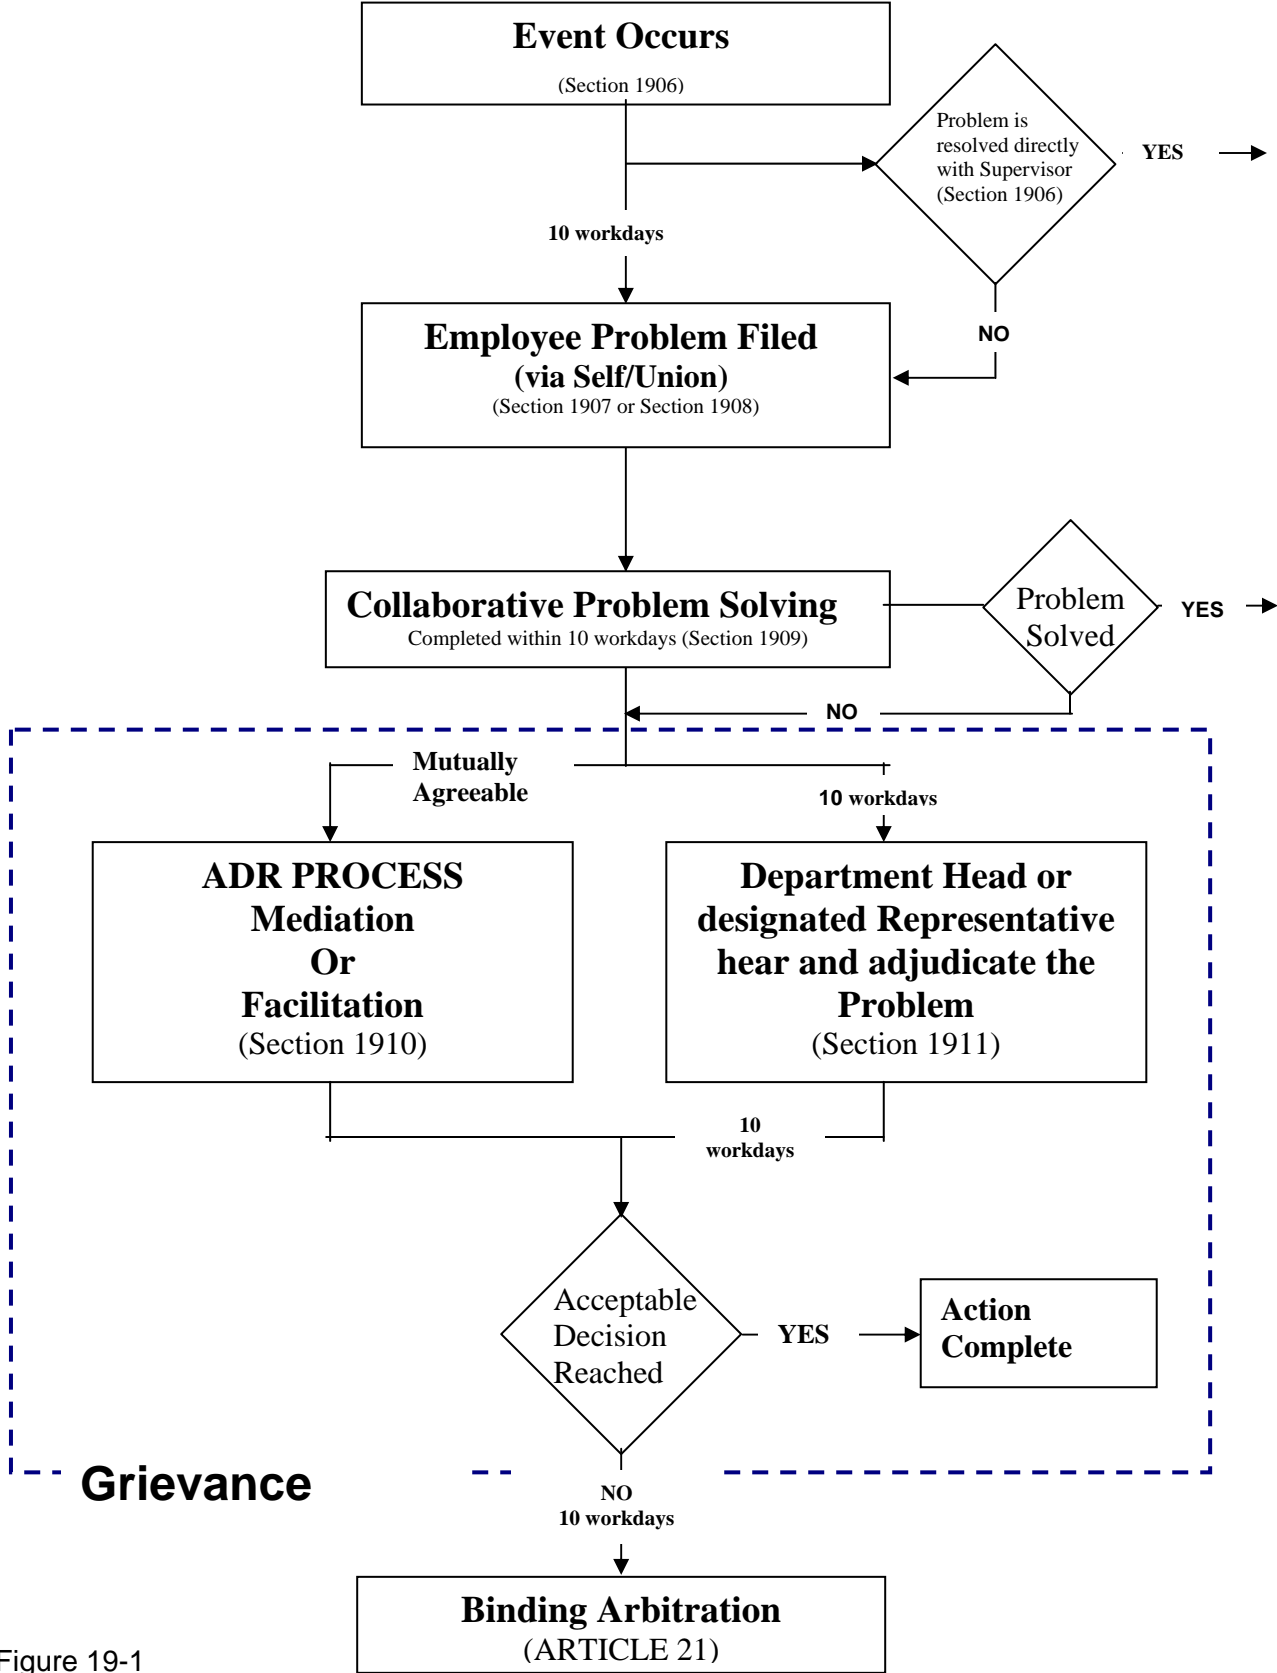 Event Occurs
(Section 1906)
Problem is
resolved directly
with Supervisor
(Section 1906)
YES
10 workdays
NO
Employee Problem Filed
(via Self/Union)
(Section 1907 or Section 1908)
Collaborative Problem Solving
Completed within 10 workdays (Section 1909)
Problem
Solved
YES
NO
Mutually
Agreeable
10 workdays
ADR PROCESS
Mediation
Or
Facilitation
(Section 1910)
Department Head or
designated Representative
hear and adjudicate the
Problem
(Section 1911)
10
workdays
Acceptable
Decision
Reached
YES
Action
Complete
Grievance
NO
10 workdays
Binding Arbitration
(ARTICLE 21)
Figure 19-1